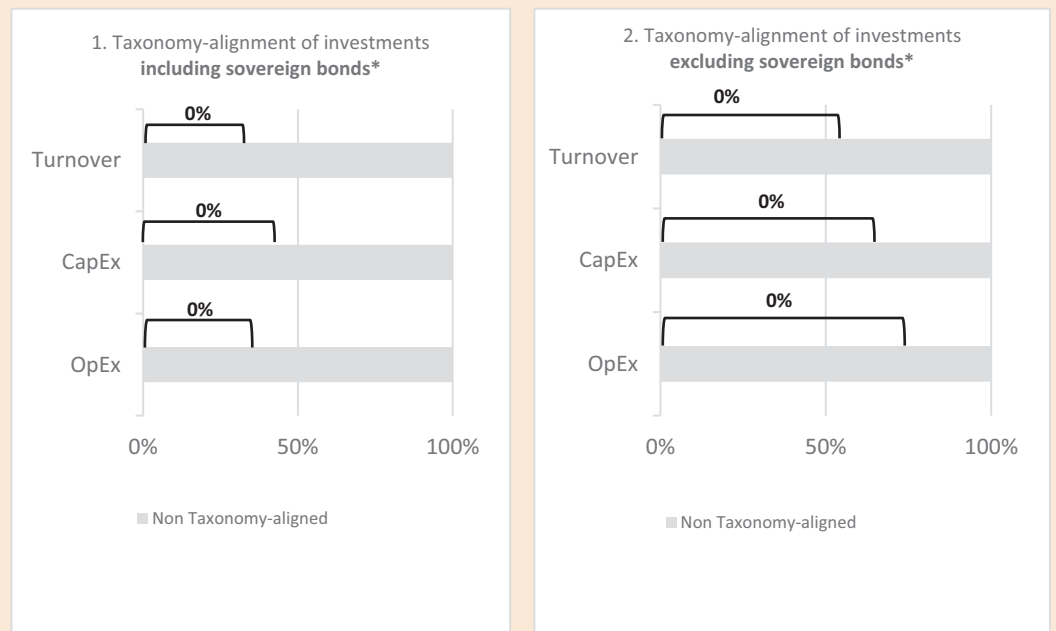 1. Taxonomy-alignment of investments
including sovereign bonds*
0%
Turnover
0%
CapEx
0%
OpEx
0%
50%
100%
Non Taxonomy-aligned
2. Taxonomy-alignment of investments
excluding sovereign bonds*
0%
Turnover
0%
CapEx
0%
OpEx
0%
50%
100%
Non Taxonomy-aligned